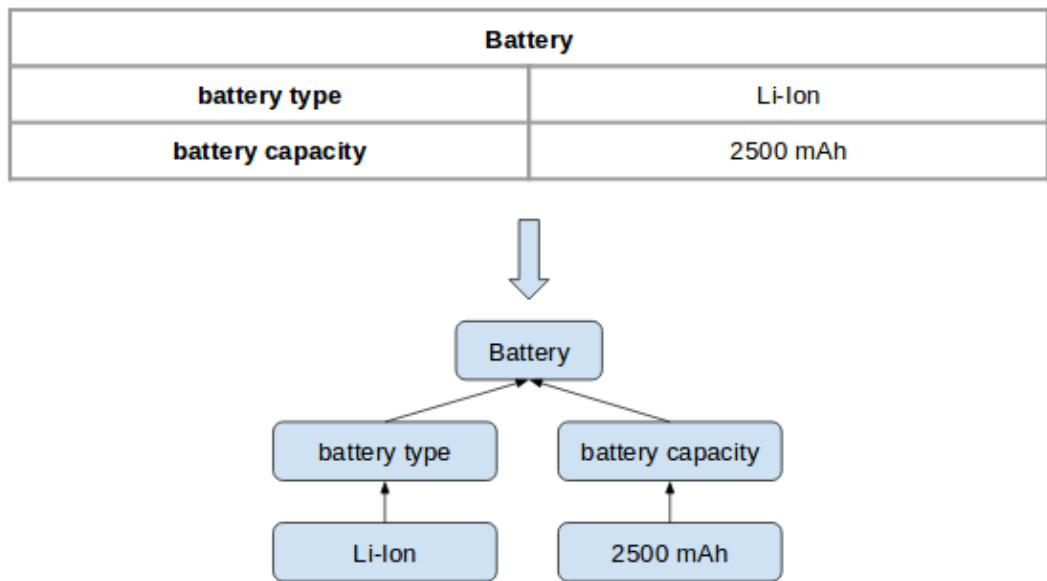 Battery
battery type Li-Ion
battery capacity 2500 mAh
Battery
battery type battery capacity
Li-Ion 2500 mAh